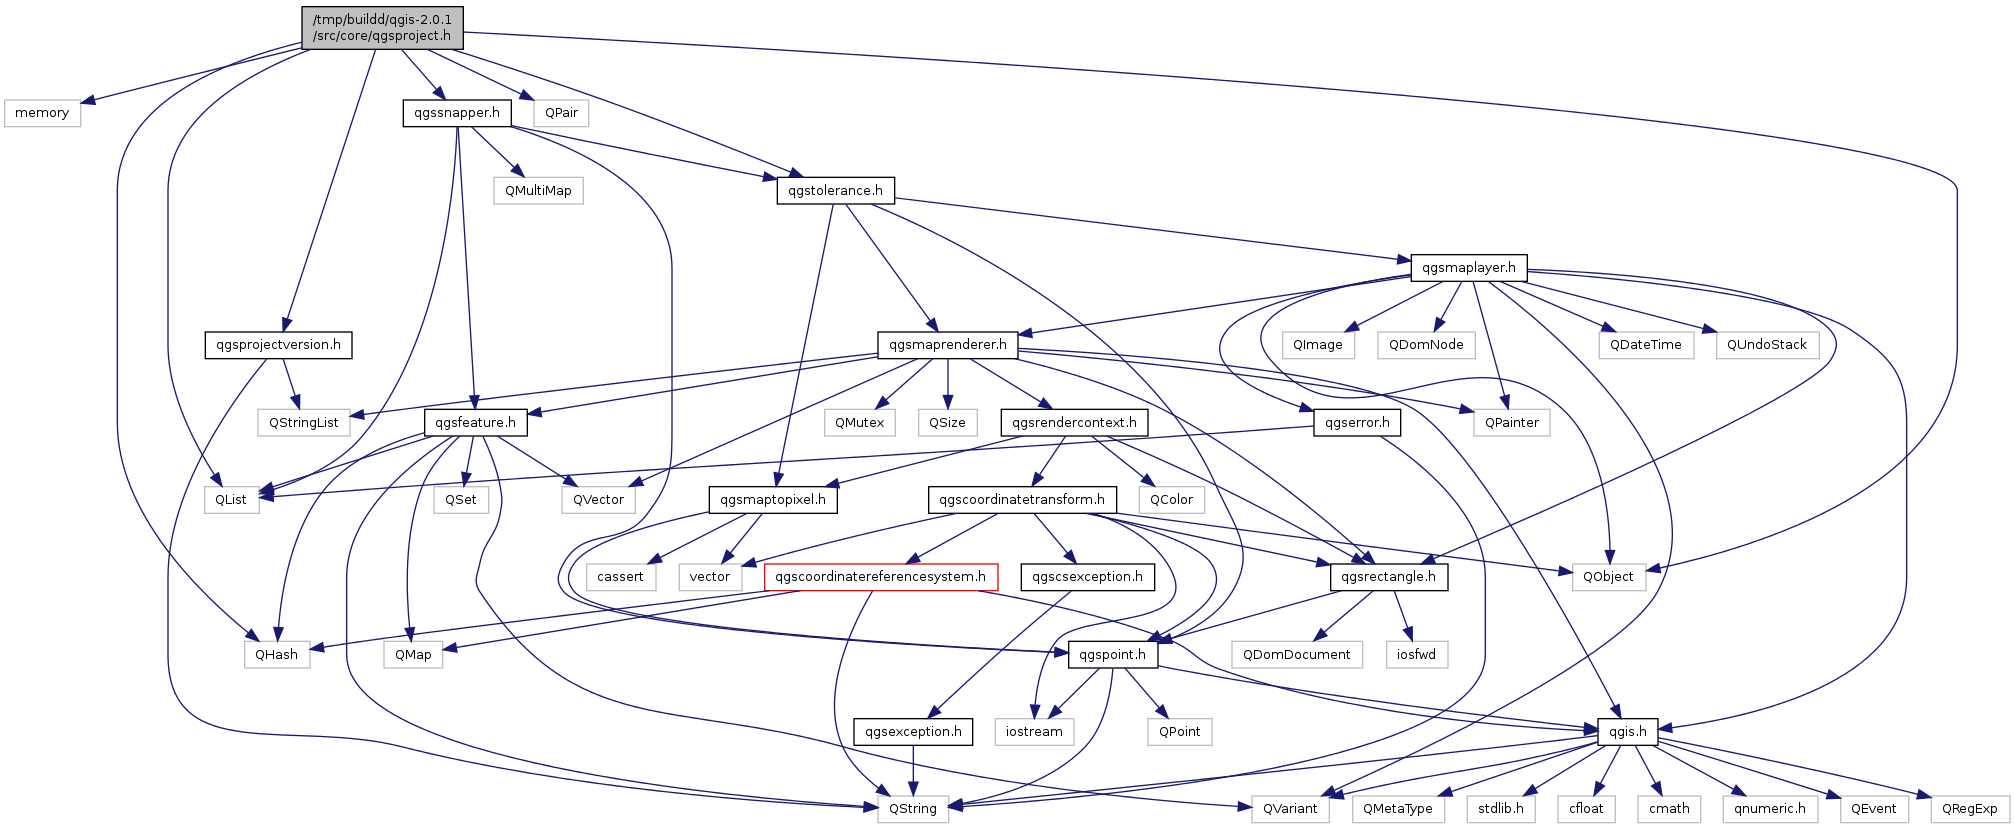 /tmp/buildd/qgis-2.0.1
/src/core/qgsproject.h
memory
qgssnapper.h
QPair
QMultiMap
qgstolerance.h
qgsmaplayer.h
qgsprojectversion.h
qgsmaprenderer.h
QImage
QDomNode
QDateTime
QUndoStack
QStringList
qgsfeature.h
QMutex
QSize
qgsrendercontext.h
qgserror.h
QPainter
QList
QSet
QVector
qgsmaptopixel.h
qgscoordinatetransform.h
QColor
cassert
vector
qgscoordinatereferencesystem.h
qgscsexception.h
qgsrectangle.h
QObject
QHash
QMap
qgspoint.h
QDomDocument
iosfwd
qgsexception.h
iostream
QPoint
qgis.h
QString
QVariant
QMetaType
stdlib.h
cfloat
cmath
qnumeric.h
QEvent
QRegExp